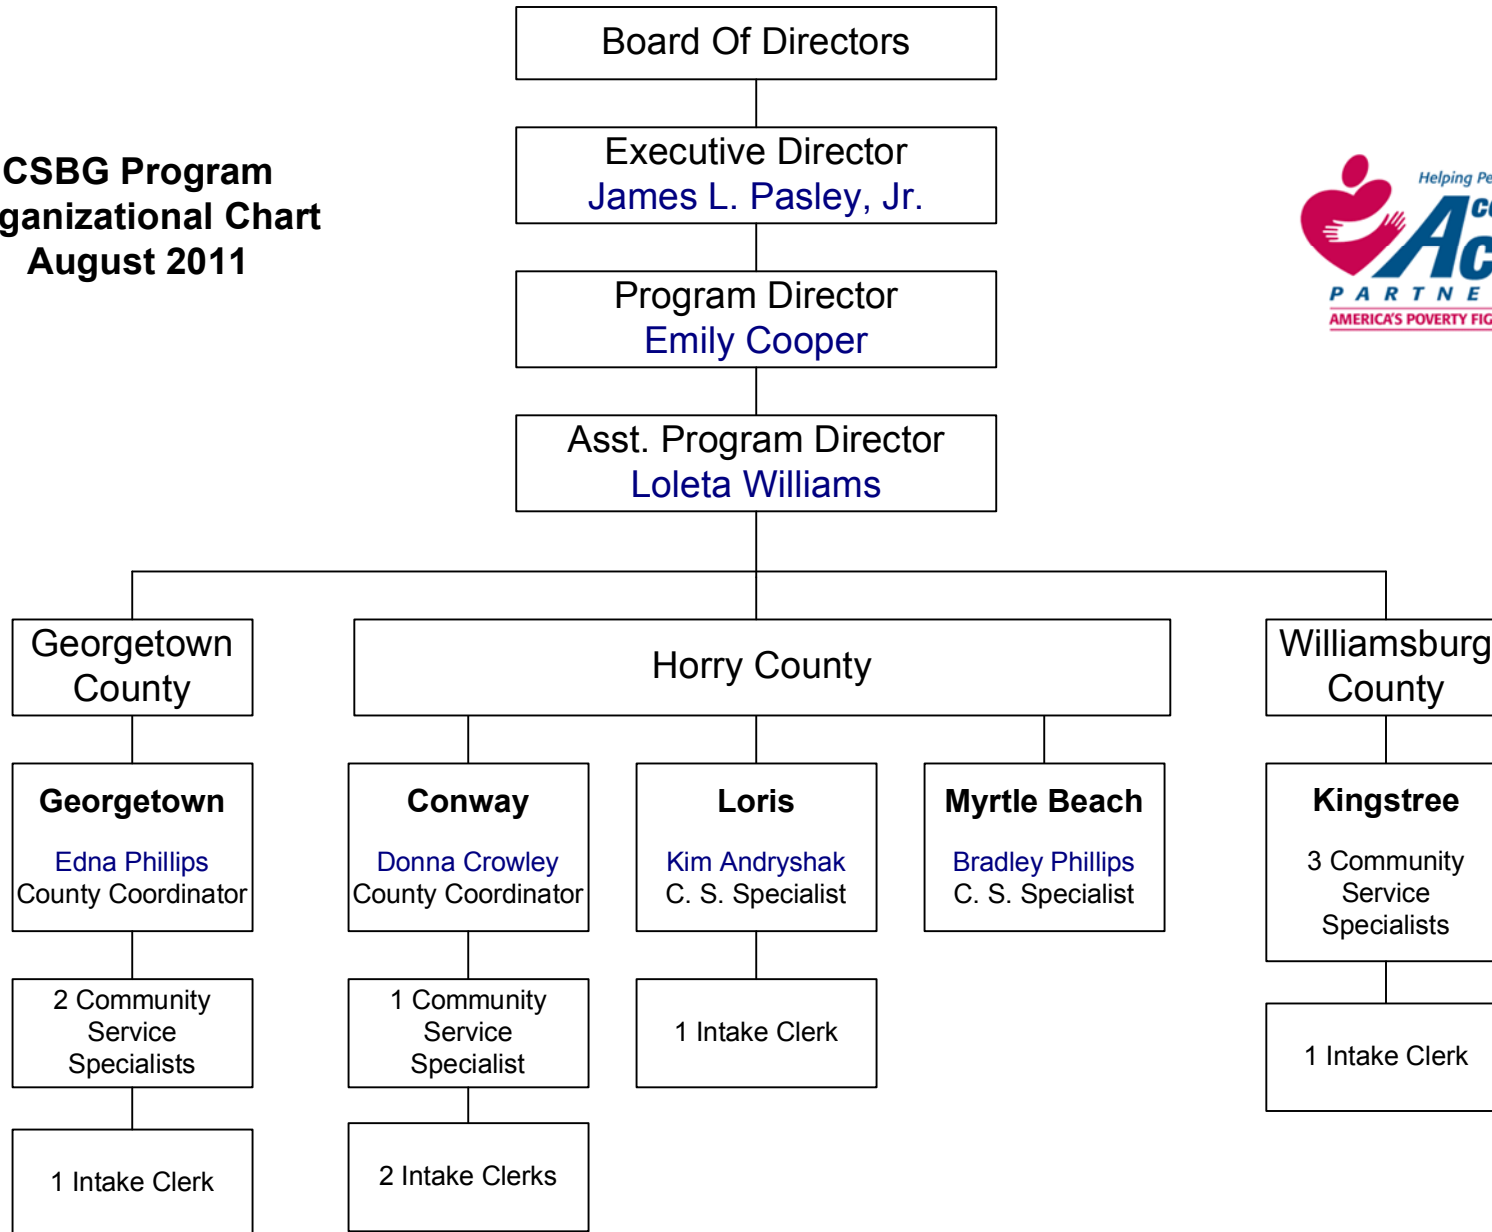 Board Of Directors
CSBG Program
ganizational Chart
August 2011
Executive Director
James L. Pasley, Jr.
Helping Pe
Ac
PARTNE
AMERICA'S POVERTY FIG
Program Director
Emily Cooper
Asst. Program Director
Loleta Williams
Georgetown
County
Horry County
Williamsburg
County
Georgetown
Edna Phillips
County Coordinator
Conway
Donna Crowley
County Coordinator
Loris
Kim Andryshak
C. S. Specialist
Myrtle Beach
Bradley Phillips
C. S. Specialist
Kingstree
3 Community
Service
Specialists
2 Community
Service
Specialists
1 Community
Service
Specialist
1 Intake Clerk
1 Intake Clerk
1 Intake Clerk
2 Intake Clerks